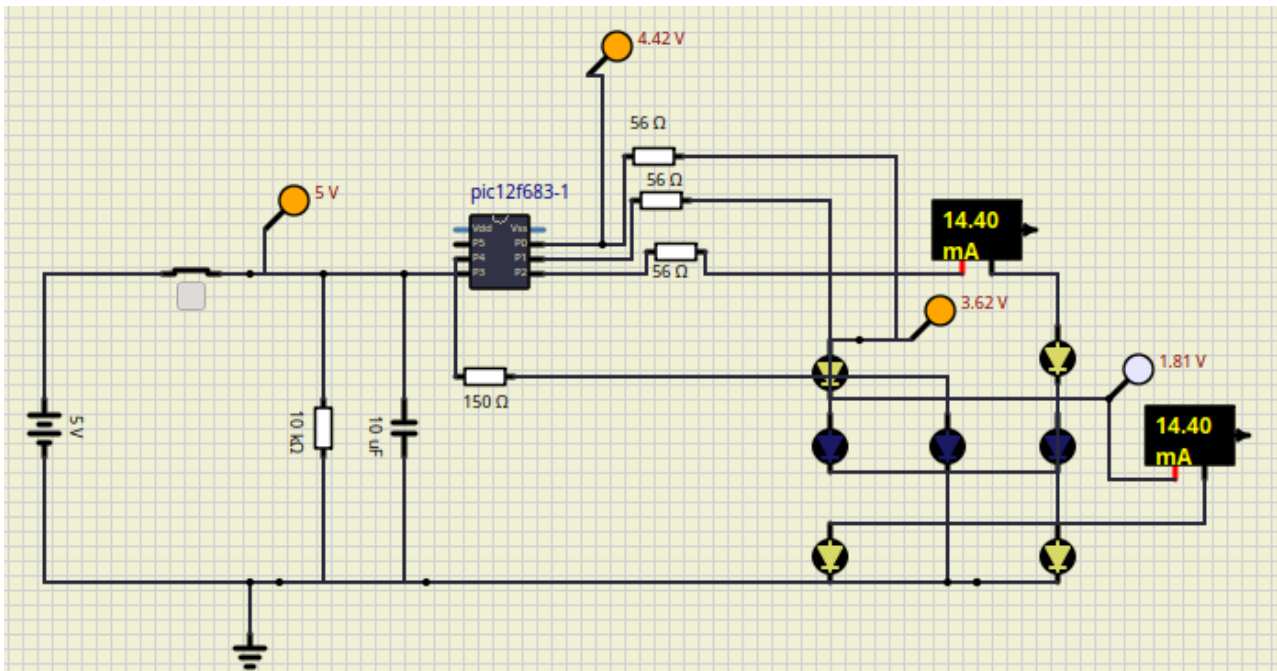 4.42 V
56 Ω
56 Ω
5 V
pic12f683-1
Vdd Vss
P5 P0
P4 P1
P3 P2
56 Ω
14.40
mA
3.62 V
1.81 V
150 Ω
5 V
10 kΩ
10 uF
14.40
mA